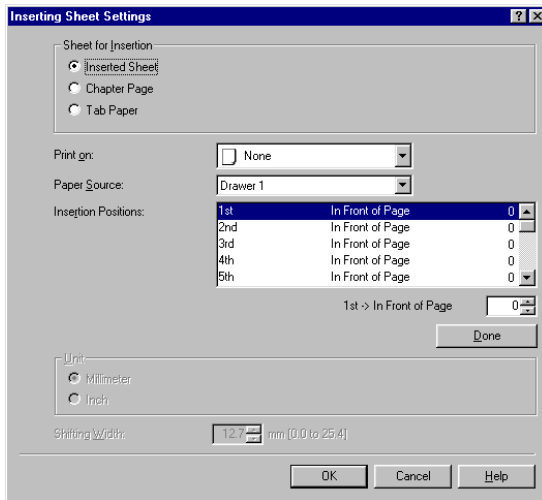 Inserting Sheet Settings
Sheet for Insertion
Inserted Sheet
Chapter Page
Tab Paper
Print on: None
Paper Source: Drawer 1
Insertion Positions: 1st In Front of Page 0
2nd In Front of Page 0
3rd In Front of Page 0
4th In Front of Page 0
5th In Front of Page 0
1st -> In Front of Page 0
Done
Unit
Millimeter
Inch
Shifting Width: 12.7 mm [0.0 to 25.4]
OK Cancel Help